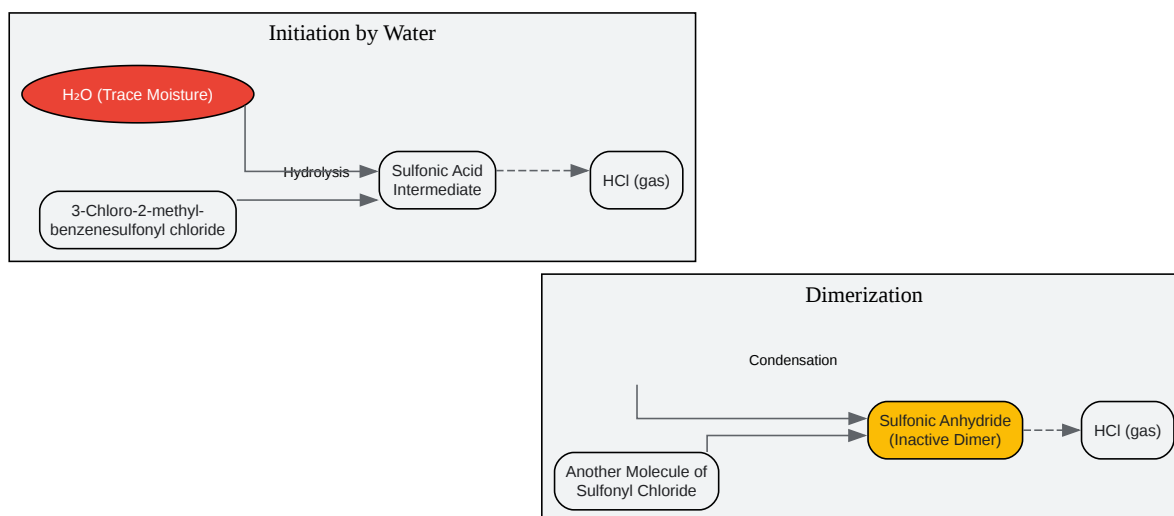 Initiation by Water
H₂O (Trace Moisture)
Hydrolysis
Sulfonic Acid
Intermediate
HCl (gas)
3-Chloro-2-methyl-
benzenesulfonyl chloride
Dimerization
Condensation
Sulfonic Anhydride
(Inactive Dimer)
HCl (gas)
Another Molecule of
Sulfonyl Chloride